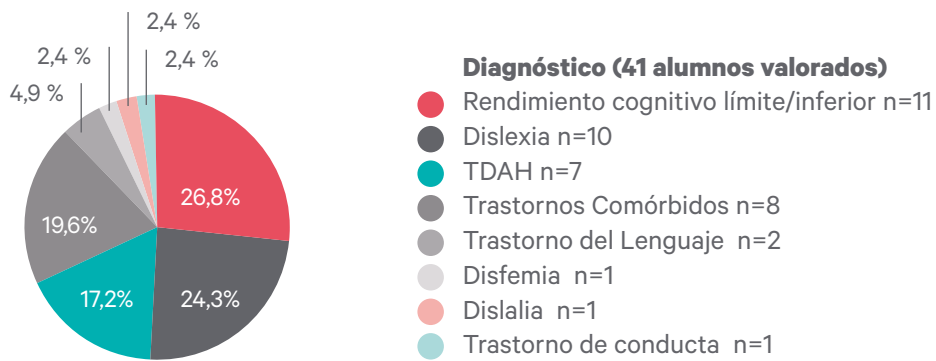 2,4 %
2,4 %
2,4 %
4,9 %
26,8%
19,6%
17,2%
24,3%
Diagnóstico (41 alumnos valorados)
Rendimiento cognitivo límite/inferior n=11
Dislexia n=10
TDAH n=7
Trastornos Comórbidos n=8
Trastorno del Lenguaje n=2
Disfemia n=1
Dislalia n=1
Trastorno de conducta n=1